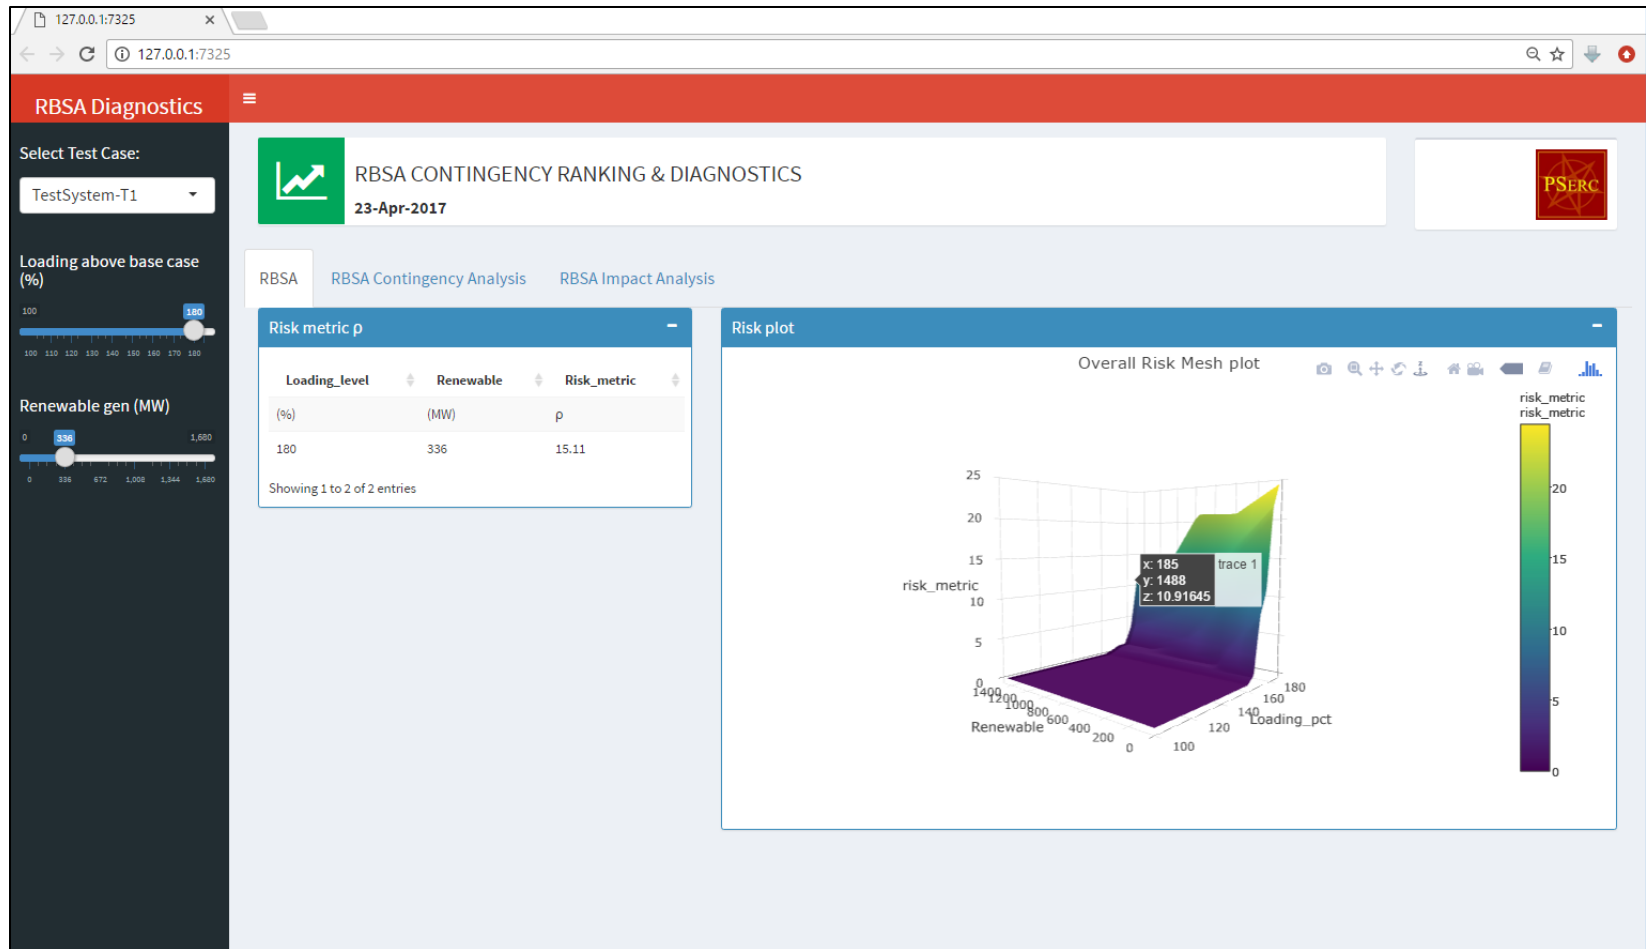 127.0.0.1:7325
127.0.0.1:7325
RBSA Diagnostics
Select Test Case:
TestSystem-T1
Loading above base case
(%)
100 180
100 110 120 130 140 150 160 170 180
Renewable gen (MW)
0 336 1,680
0 336 672 1,008 1,344 1,680
RBSA CONTINGENCY RANKING & DIAGNOSTICS
23-Apr-2017
PSERC
RBSA RBSA Contingency Analysis RBSA Impact Analysis
Risk metric ρ
Loading_level Renewable Risk_metric
(%) (MW) ρ
180 336 15.11
Showing 1 to 2 of 2 entries
Risk plot
Overall Risk Mesh plot
risk_metric
risk_metric
20
15
10
5
0
25
20
15
10
5
0
risk_metric
x: 185
y: 1488
z: 10.91645
trace 1
1400
1200
1000
800
600
400
200
0
Renewable
100
120
140
160
180
Loading_pct